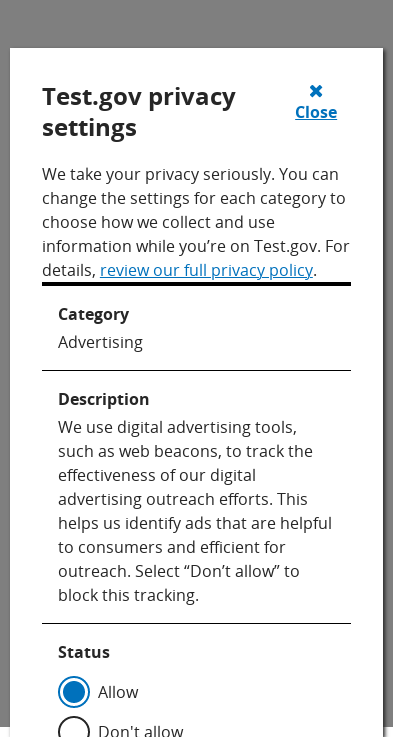 Test.gov privacy
settings
Close
We take your privacy seriously. You can
change the settings for each category to
choose how we collect and use
information while you’re on Test.gov. For
details, review our full privacy policy.
Category
Advertising
Description
We use digital advertising tools,
such as web beacons, to track the
effectiveness of our digital
advertising outreach efforts. This
helps us identify ads that are helpful
to consumers and efficient for
outreach. Select “Don’t allow” to
block this tracking.
Status
Allow
Don't allow